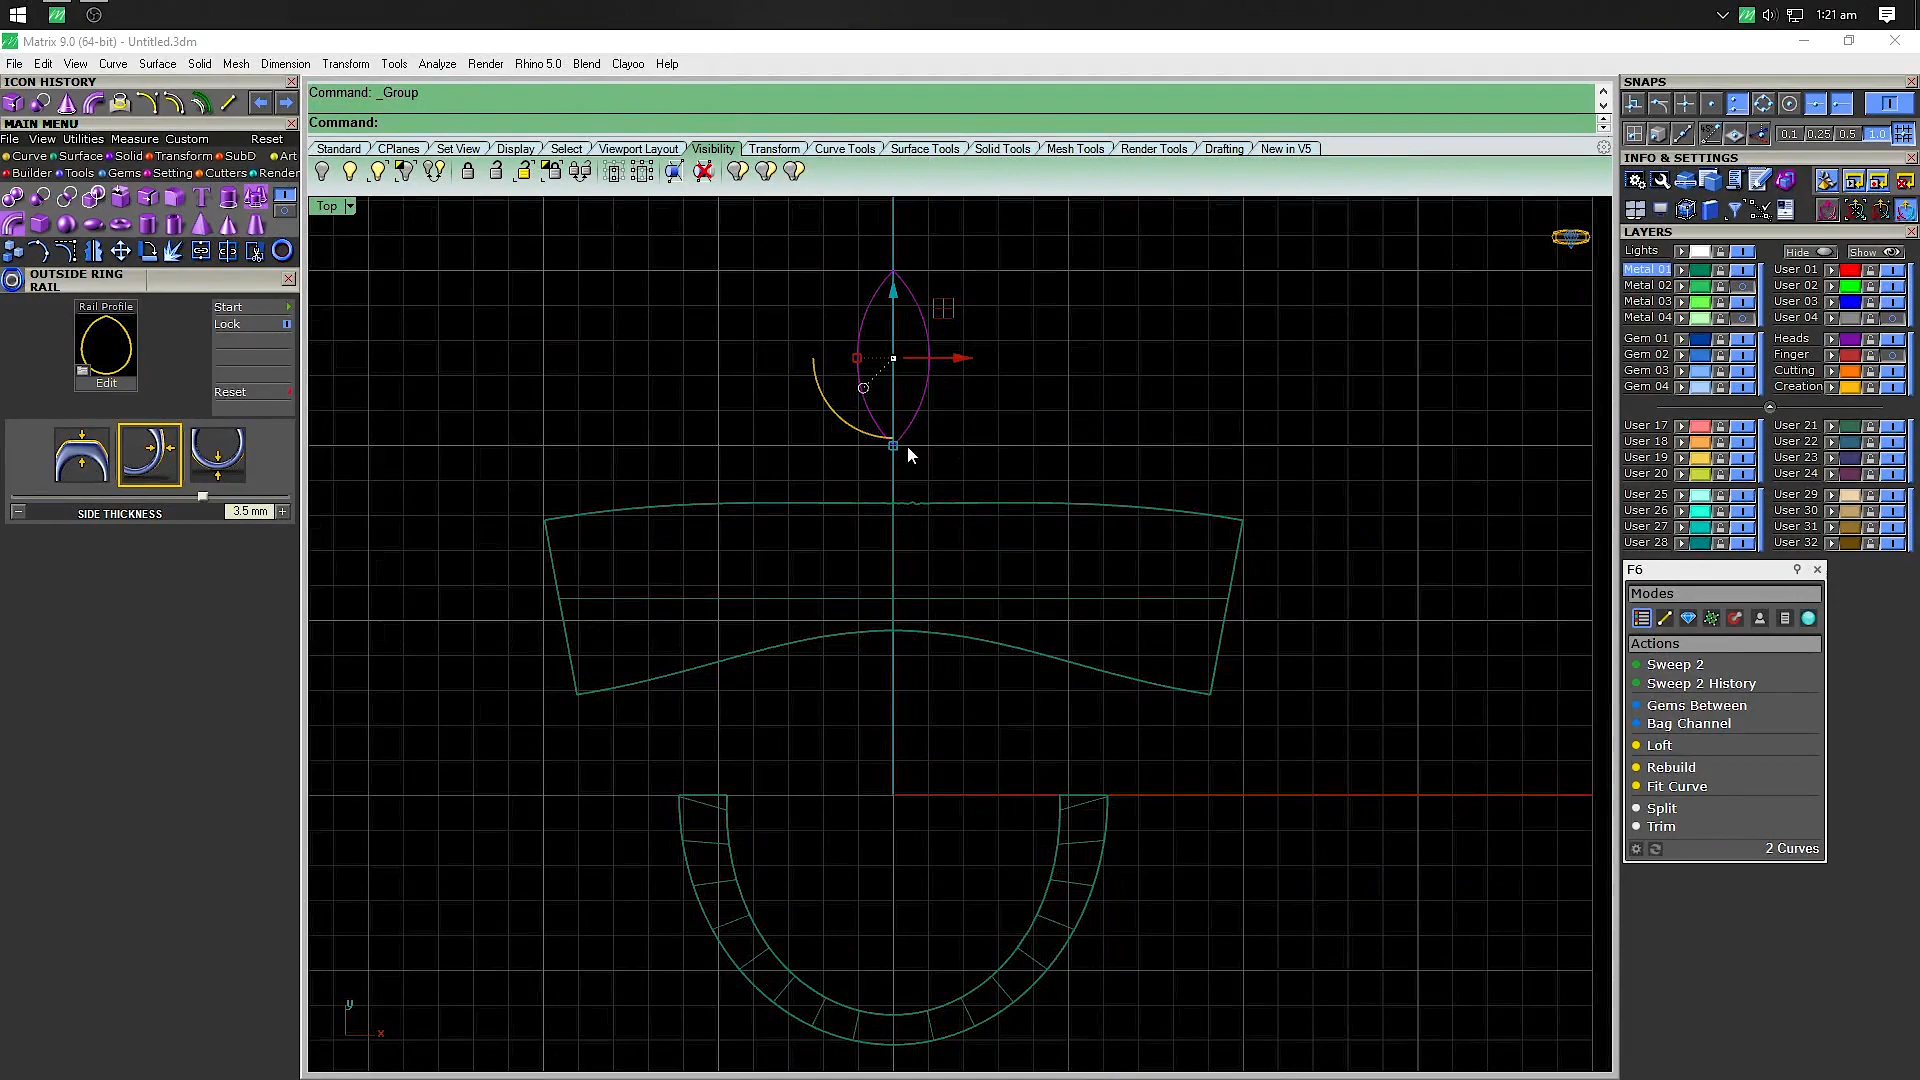 1:21 am
Matrix 9.0 (64-bit) - Untitled.3dm
File Edit View Curve Surface Solid Mesh Dimension Transform Tools Analyze Render Rhino 5.0 Blend Clayoo Help
ICON HISTORY
MAIN MENU
File View Utilities Measure Custom Reset
Curve Surface Solid Transform SubD Art
Builder Tools Gems Setting Cutters Render
OUTSIDE RING
RAIL
Rail Profile
Edit
Start
Lock
Reset
SIDE THICKNESS 3.5 mm
Command: _Group
Command:
Standard CPlanes Set View Display Select Viewport Layout Visibility Transform Curve Tools Surface Tools Solid Tools Mesh Tools Render Tools Drafting New in V5
Top
y
x
SNAPS
0.1 0.25 0.5 1.0
INFO & SETTINGS
LAYERS
Lights Hide Show
Metal 01 User 01
Metal 02 User 02
Metal 03 User 03
Metal 04 User 04
Gem 01 Heads
Gem 02 Finger
Gem 03 Cutting
Gem 04 Creation
User 17 User 21
User 18 User 22
User 19 User 23
User 20 User 24
User 25 User 29
User 26 User 30
User 27 User 31
User 28 User 32
F6
Modes
Actions
Sweep 2
Sweep 2 History
Gems Between
Bag Channel
Loft
Rebuild
Fit Curve
Split
Trim
2 Curves